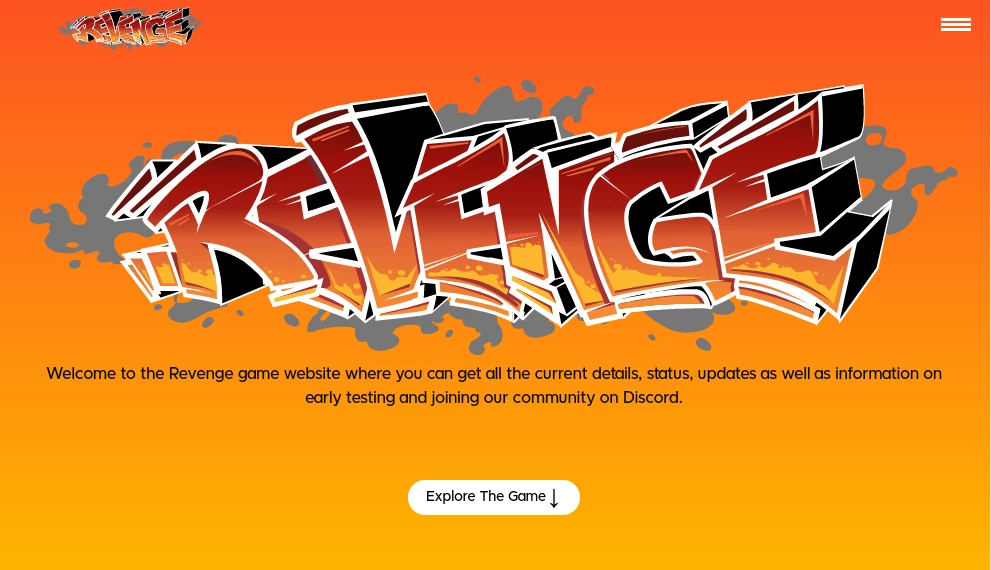 REVENGE
REVENGE
Welcome to the Revenge game website where you can get all the current details, status, updates as well as information on
early testing and joining our community on Discord.
Explore The Game ↓